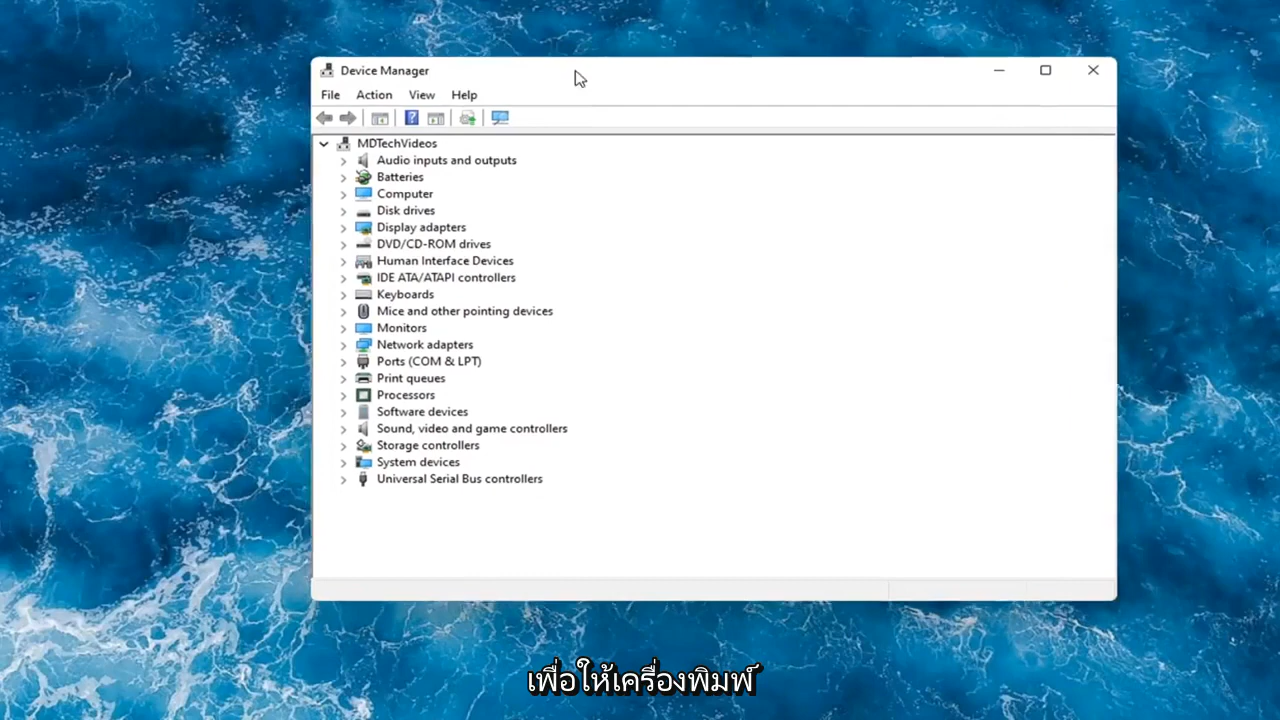 Device Manager
File Action View Help
MDTechVideos
Audio inputs and outputs
Batteries
Computer
Disk drives
Display adapters
DVD/CD-ROM drives
Human Interface Devices
IDE ATA/ATAPI controllers
Keyboards
Mice and other pointing devices
Monitors
Network adapters
Ports (COM & LPT)
Print queues
Processors
Software devices
Sound, video and game controllers
Storage controllers
System devices
Universal Serial Bus controllers
เพื่อให้เครื่องพิมพ์